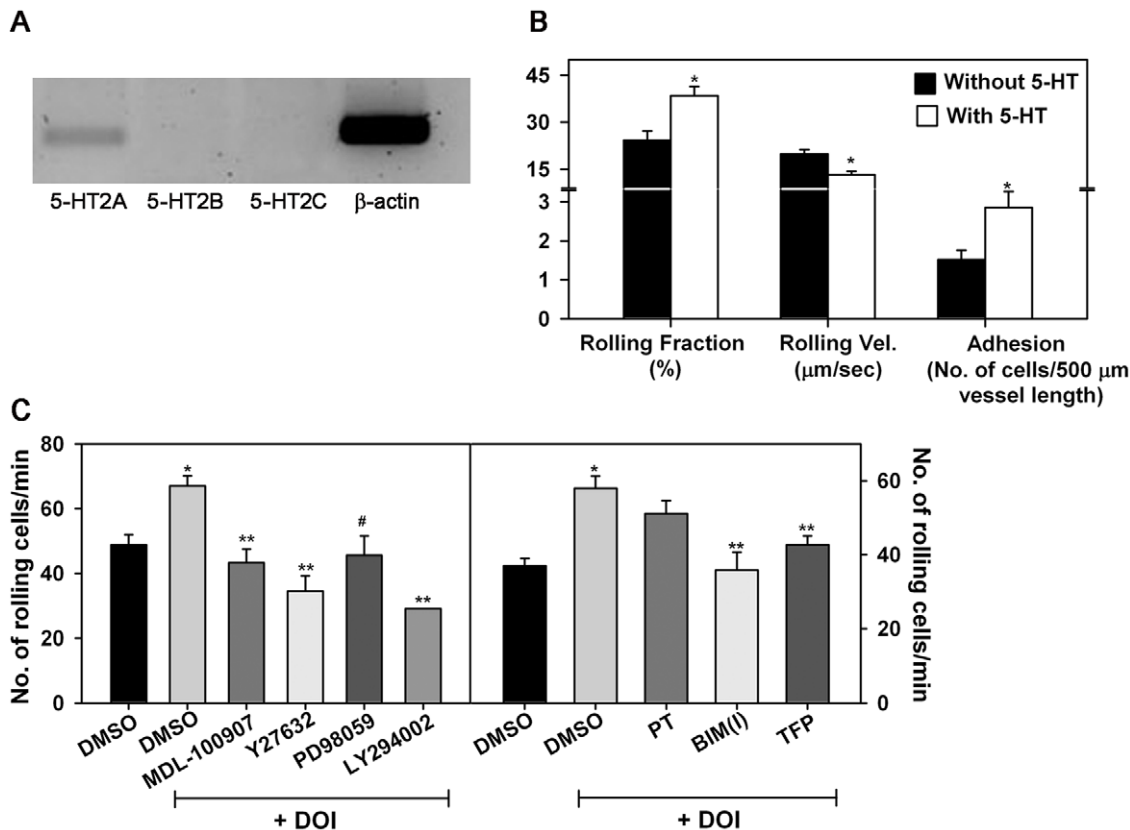 A
5-HT2A 5-HT2B 5-HT2C β-actin
B
45
30
15
3
2
1
0
*
*
*
Without 5-HT
With 5-HT
Rolling Fraction
(%)
Rolling Vel.
(μm/sec)
Adhesion
(No. of cells/500 μm
vessel length)
C
No. of rolling cells/min
80
60
40
20
0
*
**
**
#
**
DMSO
DMSO
MDL-100907
Y27632
PD98059
LY294002
+ DOI
*
**
**
DMSO
DMSO
PT
BIM(I)
TFP
+ DOI
60
40
20
0
No. of rolling cells/min